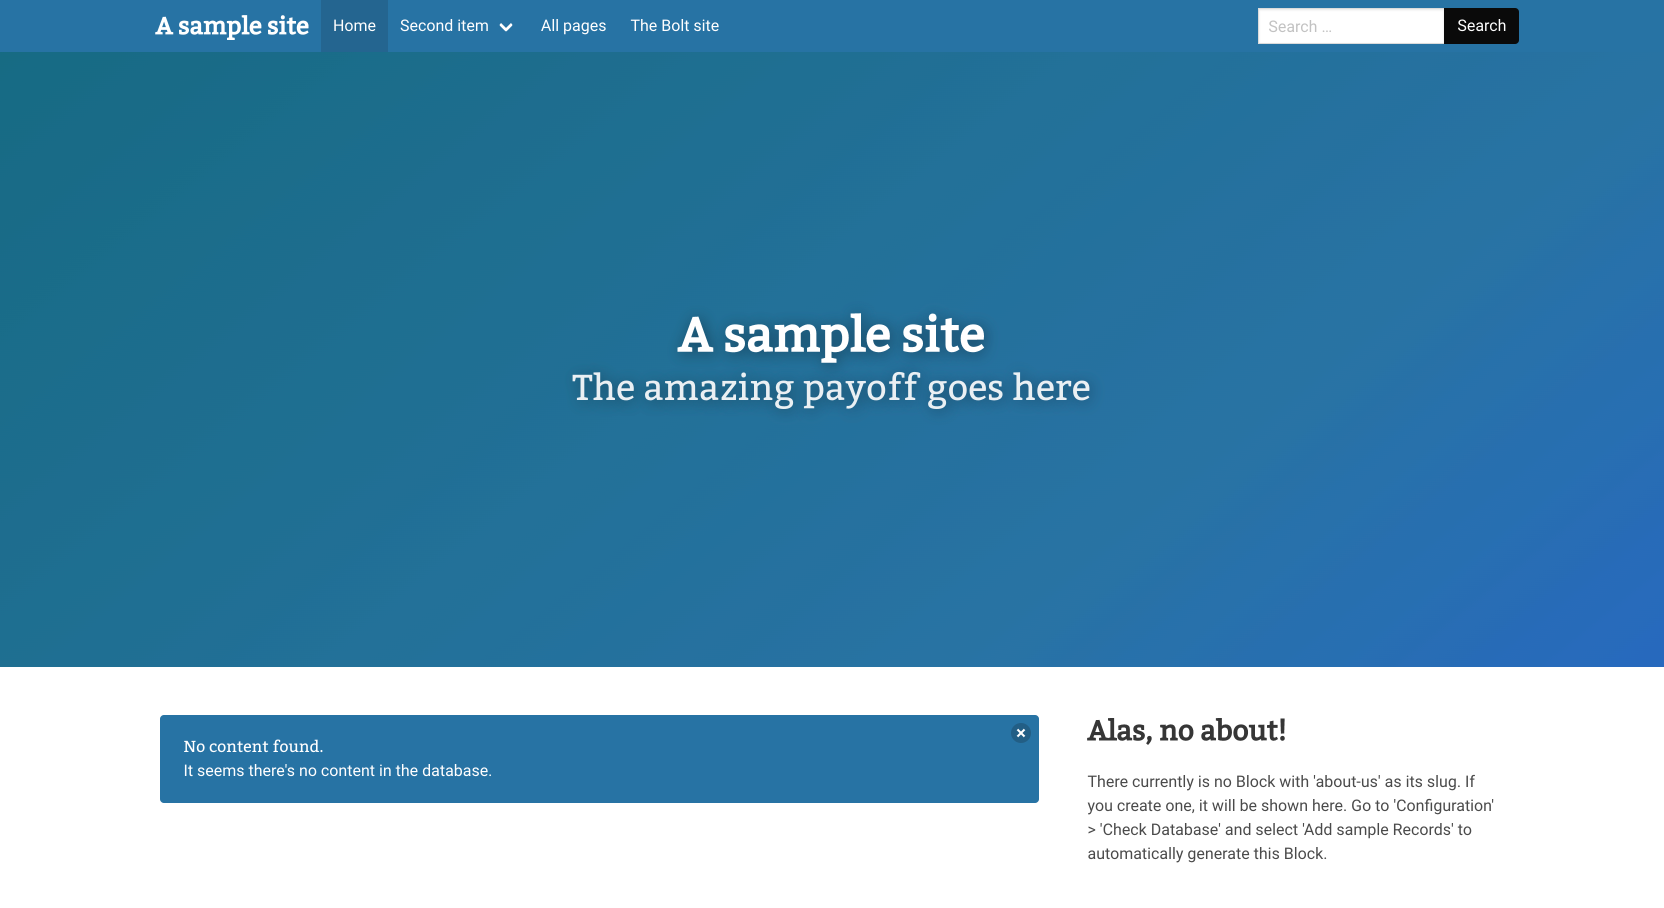 A sample site
Home
Second item
All pages
The Bolt site
Search ...
Search
A sample site
The amazing payoff goes here
No content found.
It seems there's no content in the database.
Alas, no about!
There currently is no Block with 'about-us' as its slug. If
you create one, it will be shown here. Go to 'Configuration'
> 'Check Database' and select 'Add sample Records' to
automatically generate this Block.